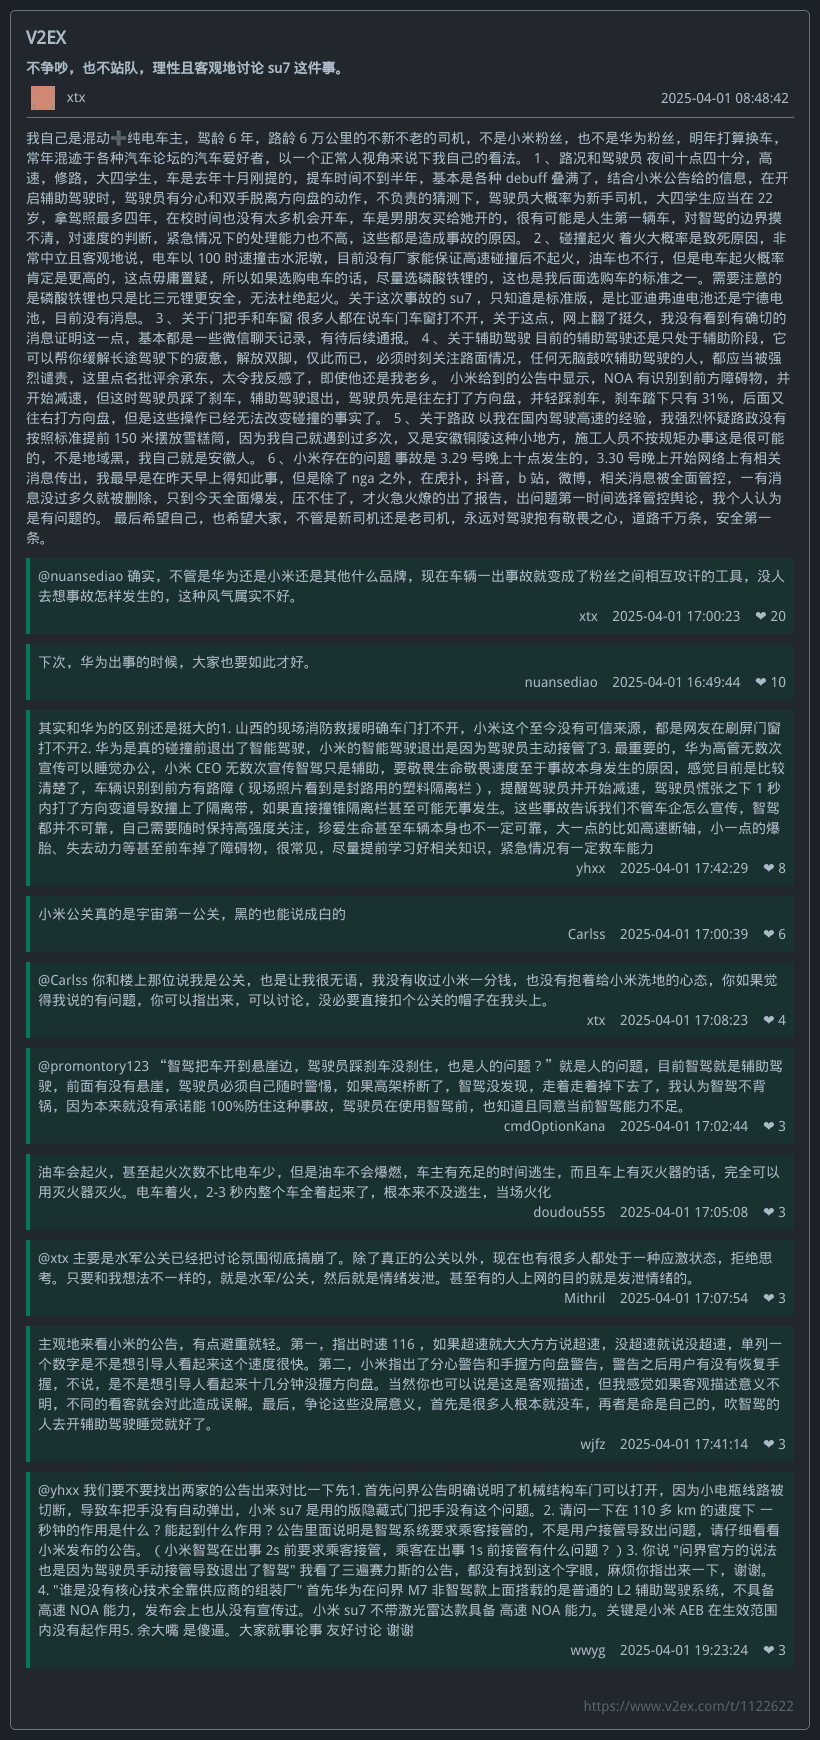 V2EX
不争吵，也不站队，理性且客观地讨论 su7 这件事。
xtx 2025-04-01 08:48:42
我自己是混动➕纯电车主，驾龄 6 年，路龄 6 万公里的不新不老的司机，不是小米粉丝，也不是华为粉丝，明年打算换车，
常年混迹于各种汽车论坛的汽车爱好者，以一个正常人视角来说下我自己的看法。 1 、路况和驾驶员 夜间十点四十分，高
速，修路，大四学生，车是去年十月刚提的，提车时间不到半年，基本是各种 debuff 叠满了，结合小米公告给的信息，在开
启辅助驾驶时，驾驶员有分心和双手脱离方向盘的动作，不负责的猜测下，驾驶员大概率为新手司机，大四学生应当在 22
岁，拿驾照最多四年，在校时间也没有太多机会开车，车是男朋友买给她开的，很有可能是人生第一辆车，对智驾的边界摸
不清，对速度的判断，紧急情况下的处理能力也不高，这些都是造成事故的原因。 2 、碰撞起火 着火大概率是致死原因，非
常中立且客观地说，电车以 100 时速撞击水泥墩，目前没有厂家能保证高速碰撞后不起火，油车也不行，但是电车起火概率
肯定是更高的，这点毋庸置疑，所以如果选购电车的话，尽量选磷酸铁锂的，这也是我后面选购车的标准之一。需要注意的
是磷酸铁锂也只是比三元锂更安全，无法杜绝起火。关于这次事故的 su7 ，只知道是标准版，是比亚迪弗迪电池还是宁德电
池，目前没有消息。 3 、关于门把手和车窗 很多人都在说车门车窗打不开，关于这点，网上翻了挺久，我没有看到有确切的
消息证明这一点，基本都是一些微信聊天记录，有待后续通报。 4 、关于辅助驾驶 目前的辅助驾驶还是只处于辅助阶段，它
可以帮你缓解长途驾驶下的疲惫，解放双脚，仅此而已，必须时刻关注路面情况，任何无脑鼓吹辅助驾驶的人，都应当被强
烈谴责，这里点名批评余承东，太令我反感了，即使他还是我老乡。 小米给到的公告中显示，NOA 有识别到前方障碍物，并
开始减速，但这时驾驶员踩了刹车，辅助驾驶退出，驾驶员先是往左打了方向盘，并轻踩刹车，刹车踏下只有 31%，后面又
往右打方向盘，但是这些操作已经无法改变碰撞的事实了。 5 、关于路政 以我在国内驾驶高速的经验，我强烈怀疑路政没有
按照标准提前 150 米摆放雪糕筒，因为我自己就遇到过多次，又是安徽铜陵这种小地方，施工人员不按规矩办事这是很可能
的，不是地域黑，我自己就是安徽人。 6 、小米存在的问题 事故是 3.29 号晚上十点发生的，3.30 号晚上开始网络上有相关
消息传出，我最早是在昨天早上得知此事，但是除了 nga 之外，在虎扑，抖音，b 站，微博，相关消息被全面管控，一有消
息没过多久就被删除，只到今天全面爆发，压不住了，才火急火燎的出了报告，出问题第一时间选择管控舆论，我个人认为
是有问题的。 最后希望自己，也希望大家，不管是新司机还是老司机，永远对驾驶抱有敬畏之心，道路千万条，安全第一
条。
@nuansediao 确实，不管是华为还是小米还是其他什么品牌，现在车辆一出事故就变成了粉丝之间相互攻讦的工具，没人
去想事故怎样发生的，这种风气属实不好。
xtx 2025-04-01 17:00:23 ❤ 20
下次，华为出事的时候，大家也要如此才好。
nuansediao 2025-04-01 16:49:44 ❤ 10
其实和华为的区别还是挺大的1. 山西的现场消防救援明确车门打不开，小米这个至今没有可信来源，都是网友在刷屏门窗
打不开2. 华为是真的碰撞前退出了智能驾驶，小米的智能驾驶退出是因为驾驶员主动接管了3. 最重要的，华为高管无数次
宣传可以睡觉办公，小米 CEO 无数次宣传智驾只是辅助，要敬畏生命敬畏速度至于事故本身发生的原因，感觉目前是比较
清楚了，车辆识别到前方有路障（现场照片看到是封路用的塑料隔离栏），提醒驾驶员并开始减速，驾驶员慌张之下 1 秒
内打了方向变道导致撞上了隔离带，如果直接撞锥隔离栏甚至可能无事发生。这些事故告诉我们不管车企怎么宣传，智驾
都并不可靠，自己需要随时保持高强度关注，珍爱生命甚至车辆本身也不一定可靠，大一点的比如高速断轴，小一点的爆
胎、失去动力等甚至前车掉了障碍物，很常见，尽量提前学习好相关知识，紧急情况有一定救车能力
yhxx 2025-04-01 17:42:29 ❤ 8
小米公关真的是宇宙第一公关，黑的也能说成白的
Carlss 2025-04-01 17:00:39 ❤ 6
@Carlss 你和楼上那位说我是公关，也是让我很无语，我没有收过小米一分钱，也没有抱着给小米洗地的心态，你如果觉
得我说的有问题，你可以指出来，可以讨论，没必要直接扣个公关的帽子在我头上。
xtx 2025-04-01 17:08:23 ❤ 4
@promontory123 “智驾把车开到悬崖边，驾驶员踩刹车没刹住，也是人的问题？”就是人的问题，目前智驾就是辅助驾
驶，前面有没有悬崖，驾驶员必须自己随时警惕，如果高架桥断了，智驾没发现，走着走着掉下去了，我认为智驾不背
锅，因为本来就没有承诺能 100%防住这种事故，驾驶员在使用智驾前，也知道且同意当前智驾能力不足。
cmdOptionKana 2025-04-01 17:02:44 ❤ 3
油车会起火，甚至起火次数不比电车少，但是油车不会爆燃，车主有充足的时间逃生，而且车上有灭火器的话，完全可以
用灭火器灭火。电车着火，2-3 秒内整个车全着起来了，根本来不及逃生，当场火化
doudou555 2025-04-01 17:05:08 ❤ 3
@xtx 主要是水军公关已经把讨论氛围彻底搞崩了。除了真正的公关以外，现在也有很多人都处于一种应激状态，拒绝思
考。只要和我想法不一样的，就是水军/公关，然后就是情绪发泄。甚至有的人上网的目的就是发泄情绪的。
Mithril 2025-04-01 17:07:54 ❤ 3
主观地来看小米的公告，有点避重就轻。第一，指出时速 116 ，如果超速就大大方方说超速，没超速就说没超速，单列一
个数字是不是想引导人看起来这个速度很快。第二，小米指出了分心警告和手握方向盘警告，警告之后用户有没有恢复手
握，不说，是不是想引导人看起来十几分钟没握方向盘。当然你也可以说是这是客观描述，但我感觉如果客观描述意义不
明，不同的看客就会对此造成误解。最后，争论这些没屌意义，首先是很多人根本就没车，再者是命是自己的，吹智驾的
人去开辅助驾驶睡觉就好了。
wjfz 2025-04-01 17:41:14 ❤ 3
@yhxx 我们要不要找出两家的公告出来对比一下先1. 首先问界公告明确说明了机械结构车门可以打开，因为小电瓶线路被
切断，导致车把手没有自动弹出，小米 su7 是用的版隐藏式门把手没有这个问题。2. 请问一下在 110 多 km 的速度下 一
秒钟的作用是什么？能起到什么作用？公告里面说明是智驾系统要求乘客接管的，不是用户接管导致出问题，请仔细看看
小米发布的公告。（ 小米智驾在出事 2s 前要求乘客接管，乘客在出事 1s 前接管有什么问题？）3. 你说 "问界官方的说法
也是因为驾驶员手动接管导致退出了智驾" 我看了三遍赛力斯的公告，都没有找到这个字眼，麻烦你指出来一下，谢谢。
4. "谁是没有核心技术全靠供应商的组装厂" 首先华为在问界 M7 非智驾款上面搭载的是普通的 L2 辅助驾驶系统，不具备
高速 NOA 能力，发布会上也从没有宣传过。小米 su7 不带激光雷达款具备 高速 NOA 能力。关键是小米 AEB 在生效范围
内没有起作用5. 余大嘴 是傻逼。大家就事论事 友好讨论 谢谢
wwyg 2025-04-01 19:23:24 ❤ 3
https://www.v2ex.com/t/1122622